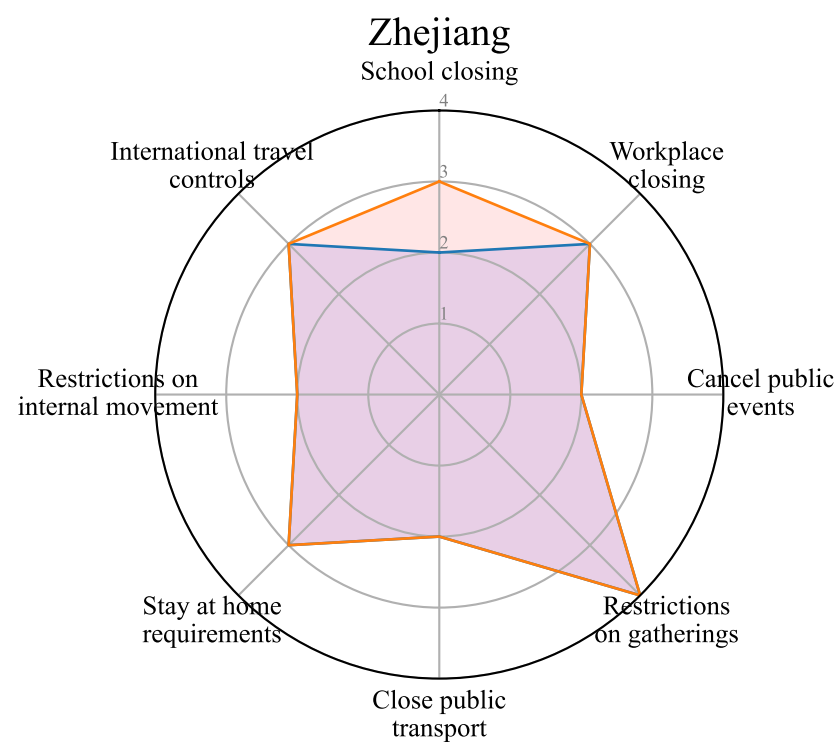 Zhejiang
School closing
4
International travel
controls
Workplace
closing
3
2
1
Restrictions on
internal movement
Cancel public
events
Stay at home
requirements
Restrictions
on gatherings
Close public
transport